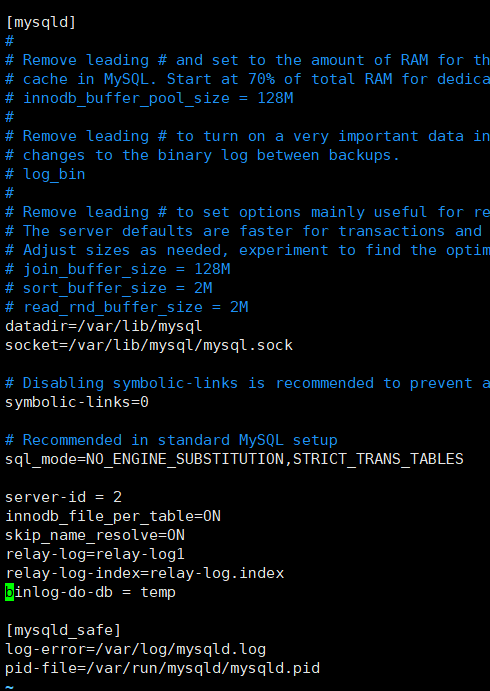 [mysqld]
#
# Remove leading # and set to the amount of RAM for th
# cache in MySQL. Start at 70% of total RAM for dedica
# innodb_buffer_pool_size = 128M
#
# Remove leading # to turn on a very important data in
# changes to the binary log between backups.
# log_bin
#
# Remove leading # to set options mainly useful for re
# The server defaults are faster for transactions and
# Adjust sizes as needed, experiment to find the optim
# join_buffer_size = 128M
# sort_buffer_size = 2M
# read_rnd_buffer_size = 2M
datadir=/var/lib/mysql
socket=/var/lib/mysql/mysql.sock
# Disabling symbolic-links is recommended to prevent a
symbolic-links=0
# Recommended in standard MySQL setup
sql_mode=NO_ENGINE_SUBSTITUTION,STRICT_TRANS_TABLES
server-id = 2
innodb_file_per_table=ON
skip_name_resolve=ON
relay-log=relay-log1
relay-log-index=relay-log.index
binlog-do-db = temp
[mysqld_safe]
log-error=/var/log/mysqld.log
pid-file=/var/run/mysqld/mysqld.pid
~